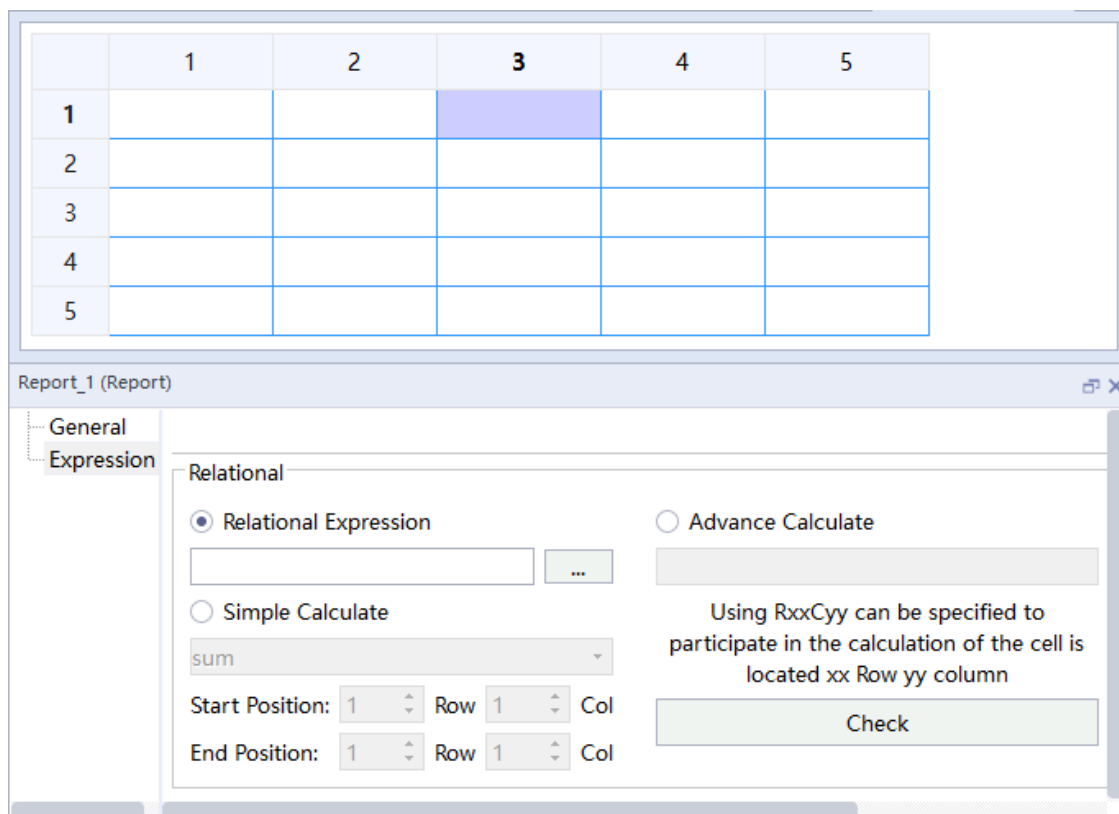 1 2 3 4 5
1
2
3
4
5
Report_1 (Report)
General
Expression
Relational
Relational Expression
...
Simple Calculate
sum
Start Position: 1 Row 1 Col
End Position: 1 Row 1 Col
Advance Calculate
Using RxxCyy can be specified to
participate in the calculation of the cell is
located xx Row yy column
Check